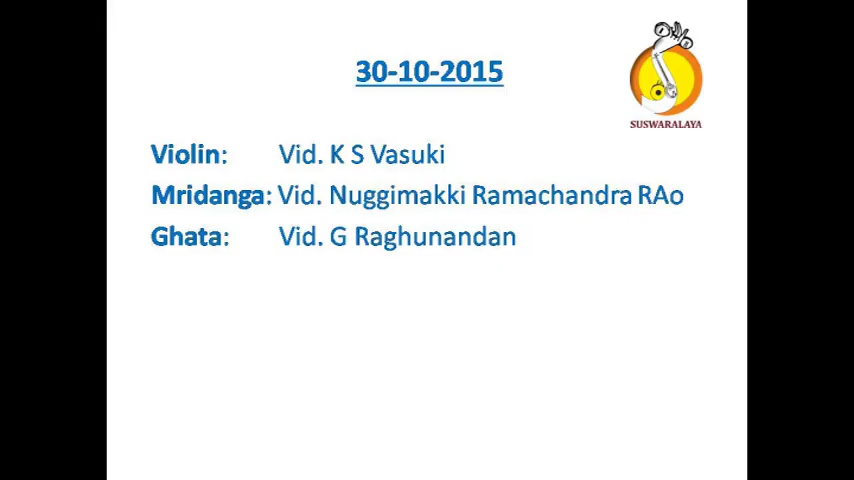 30-10-2015
SUSWARALAYA
Violin: Vid. K S Vasuki
Mridanga: Vid. Nuggimakki Ramachandra RAo
Ghata: Vid. G Raghunandan